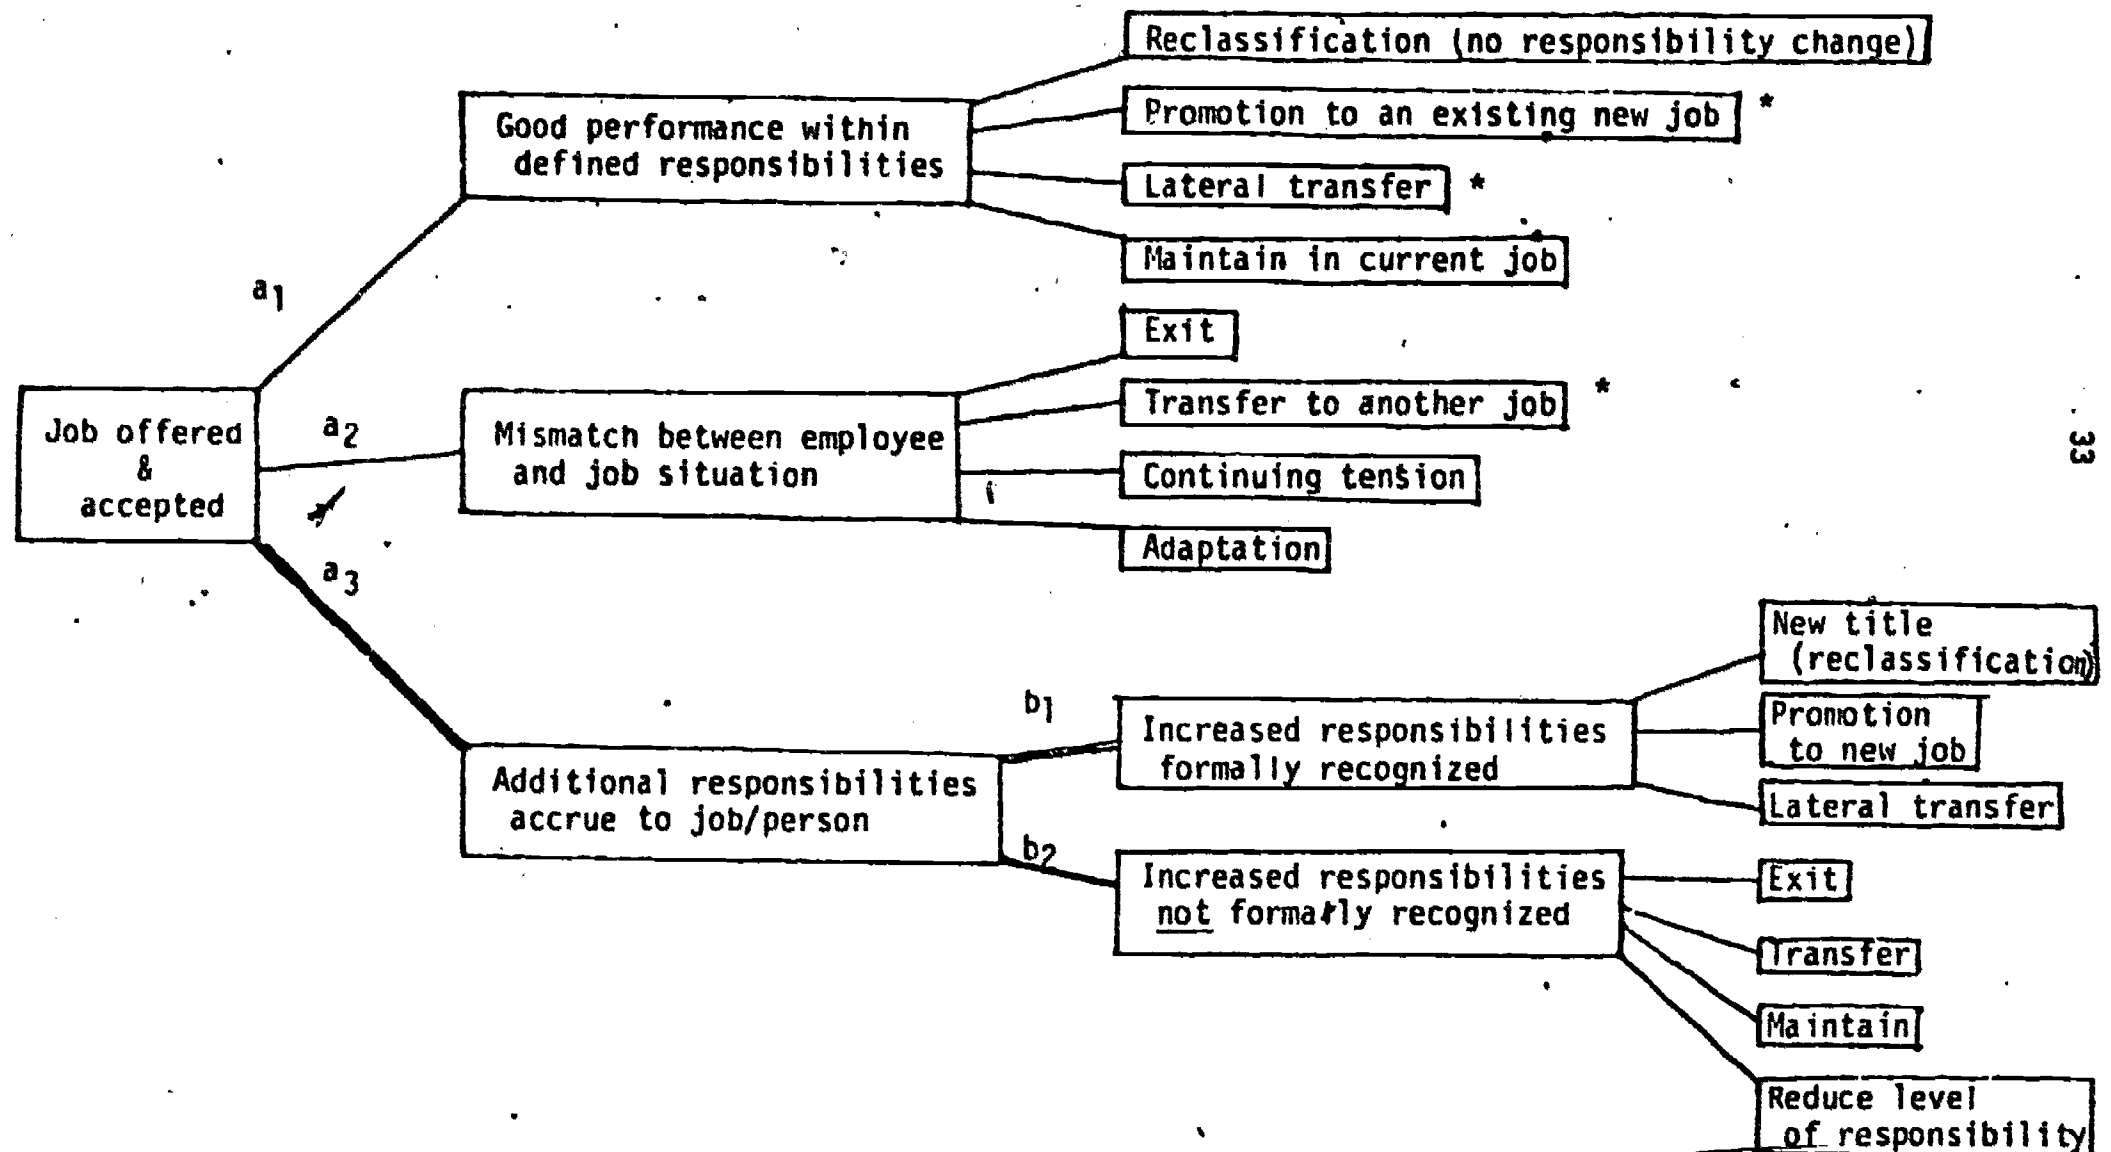 Reclassification (no responsibility change)
Good performance within
defined responsibilities
Promotion to an existing new job *
Lateral transfer *
Maintain in current job
a1
Exit
Job offered
&
accepted
a2
Mismatch between employee
and job situation
Transfer to another job *
Continuing tension
Adaptation
33
a3
Additional responsibilities
accrue to job/person
b1
Increased responsibilities
formally recognized
New title
(reclassification)
Promotion
to new job
Lateral transfer
b2
Increased responsibilities
not formally recognized
Exit
Transfer
Maintain
Reduce level
of responsibility